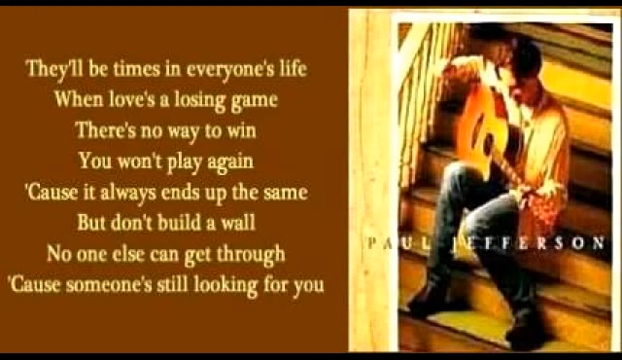 They'll be times in everyone's life
When love's a losing game
There's no way to win
You won't play again
'Cause it always ends up the same
But don't build a wall
No one else can get through
'Cause someone's still looking for you
PAUL JEFFERSON